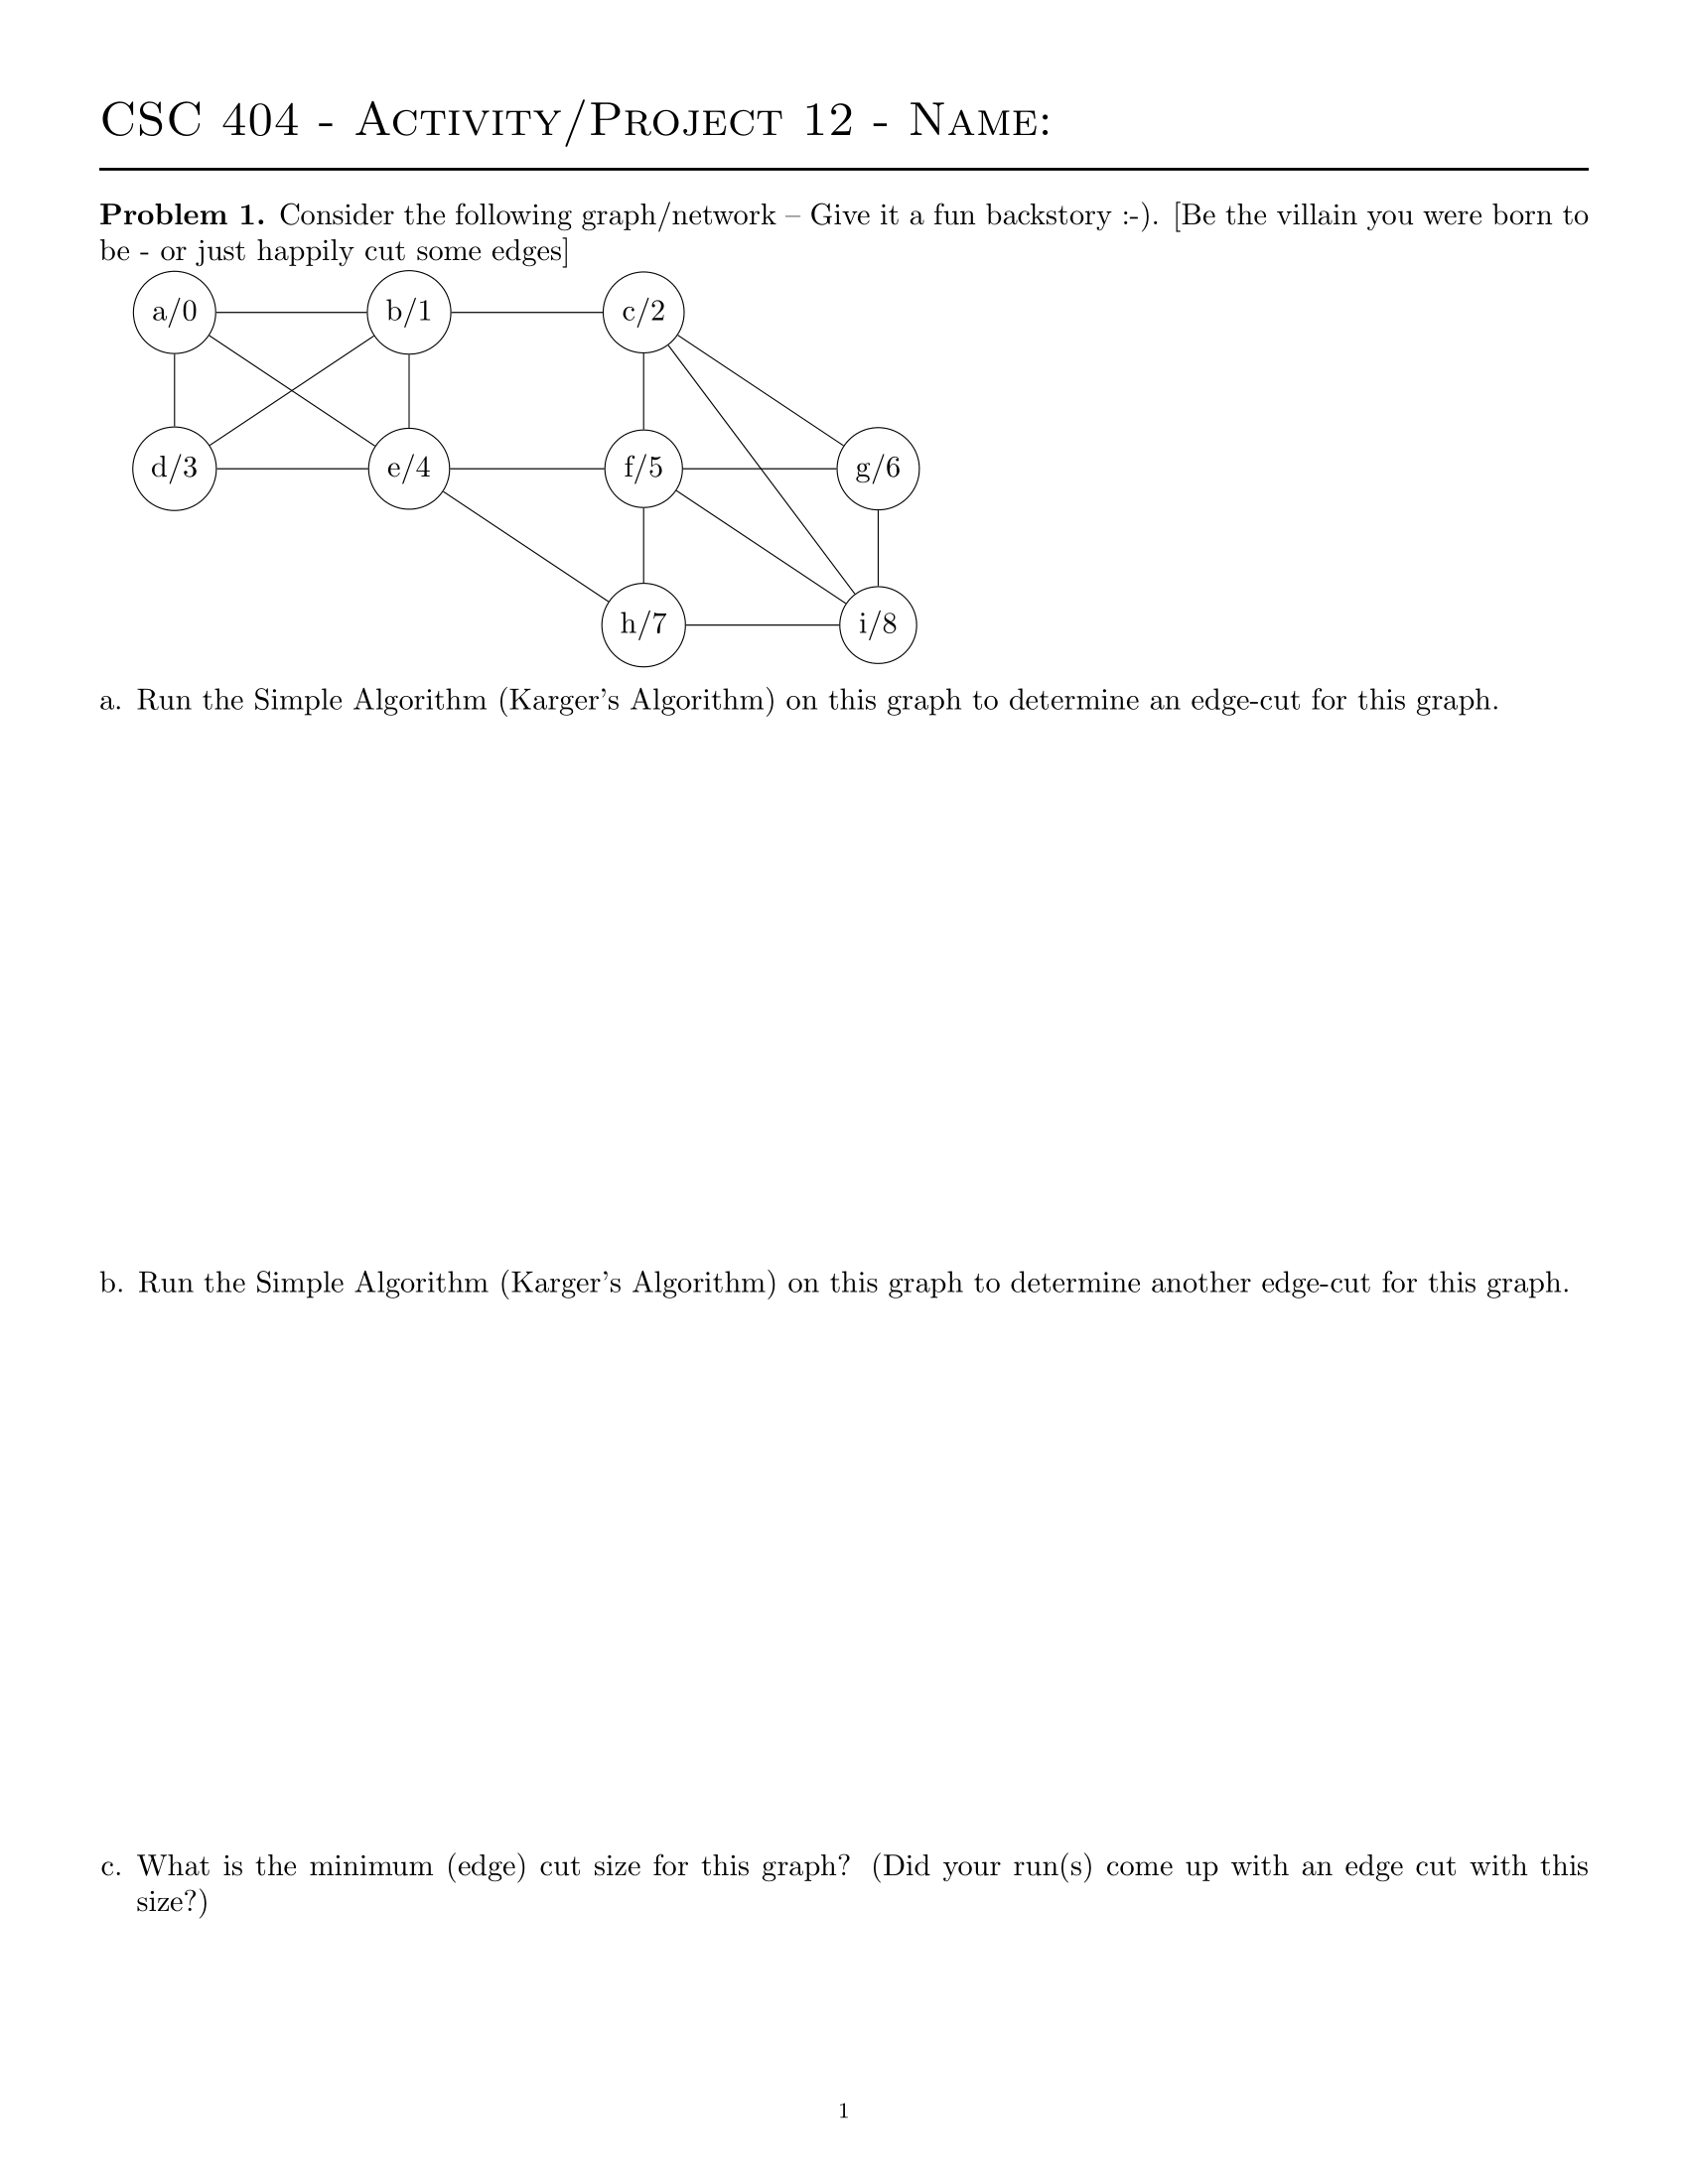 CSC 404 - Activity/Project 12 - Name:
Problem 1. Consider the following graph/network – Give it a fun backstory :-). [Be the villain you were born to
be - or just happily cut some edges]
a/0 b/1 c/2
d/3 e/4 f/5 g/6
h/7 i/8
a. Run the Simple Algorithm (Karger's Algorithm) on this graph to determine an edge-cut for this graph.
b. Run the Simple Algorithm (Karger's Algorithm) on this graph to determine another edge-cut for this graph.
c. What is the minimum (edge) cut size for this graph? (Did your run(s) come up with an edge cut with this
size?)
1